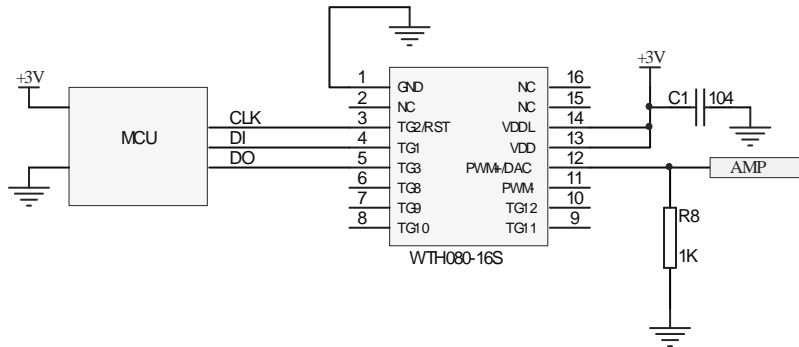 +3V
MCU
CLK
DI
DO
1 GND NC 16
2 NC NC 15
3 TG2/RST VDDL 14
4 TG1 VDD 13
5 TG3 PWM+/DAC 12
6 TG8 PWM- 11
7 TG9 TG12 10
8 TG10 TG11 9
WTH080-16S
+3V
C1 104
AMP
R8
1K